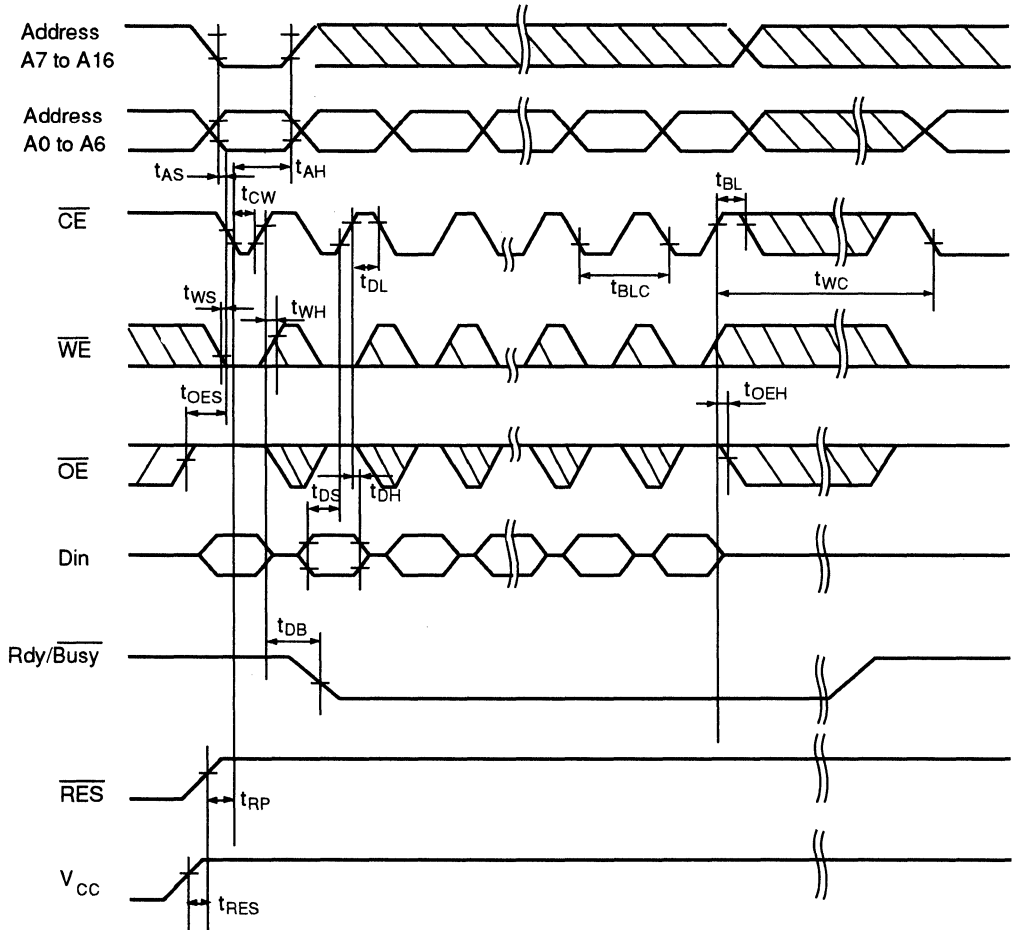 Address
A7 to A16
Address
A0 to A6
tAS
tAH
tCW
tBL
CE
tDL
tBLC
tWC
tWS
tWH
WE
tOES
tOEH
OE
tDS
tDH
Din
tDB
Rdy/Busy
RES
tRP
VCC
tRES